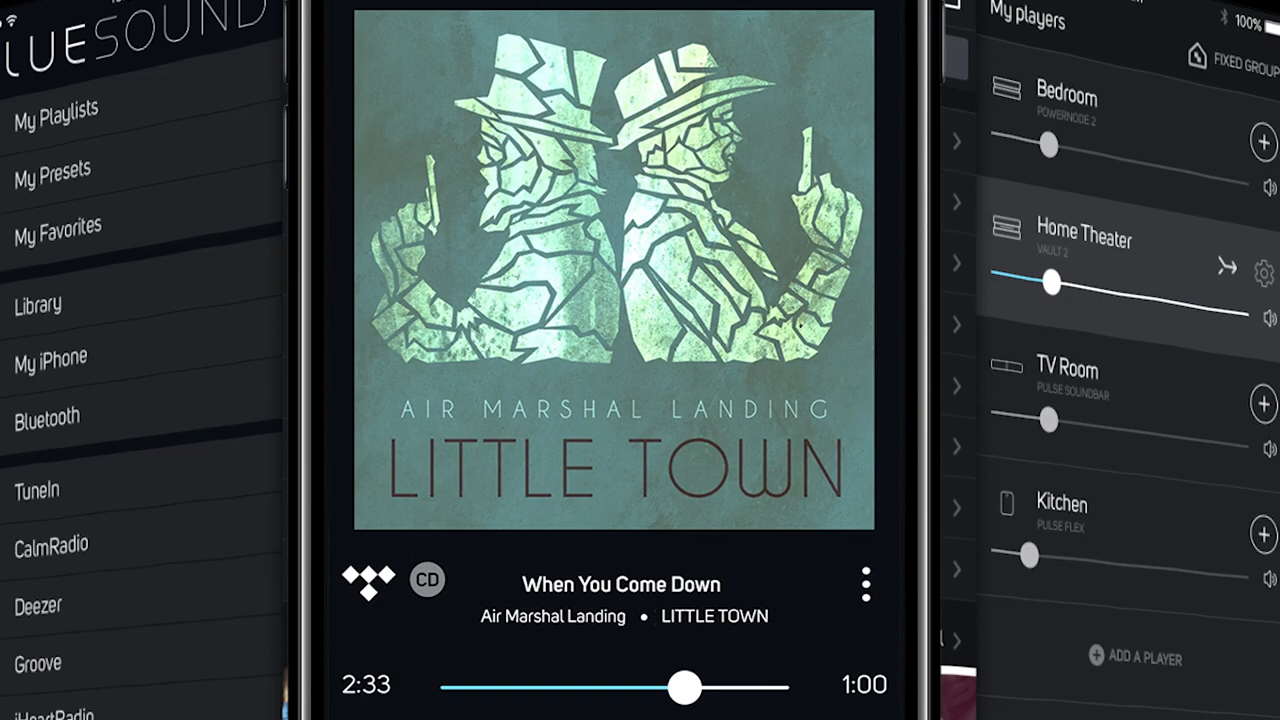 LUESOUND
My Playlists
My Presets
My Favorites
Library
My iPhone
Bluetooth
TuneIn
CalmRadio
Deezer
Groove
iHeartRadio
AIR MARSHAL LANDING
LITTLE TOWN
CD
When You Come Down
Air Marshal Landing • LITTLE TOWN
2:33
1:00
100%
My players
FIXED GROUP
Bedroom
POWERNODE 2
Home Theater
VAULT 2
TV Room
PULSE SOUNDBAR
Kitchen
PULSE FLEX
ADD A PLAYER